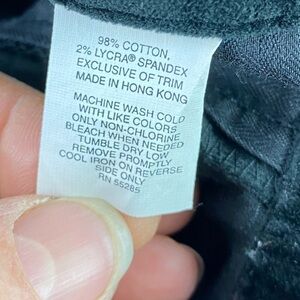 98% COTTON,
2% LYCRA® SPANDEX
EXCLUSIVE OF TRIM
MADE IN HONG KONG
MACHINE WASH COLD
WITH LIKE COLORS
ONLY NON-CHLORINE
BLEACH WHEN NEEDED
TUMBLE DRY LOW
REMOVE PROMPTLY
COOL IRON ON REVERSE
SIDE ONLY
RN 55285